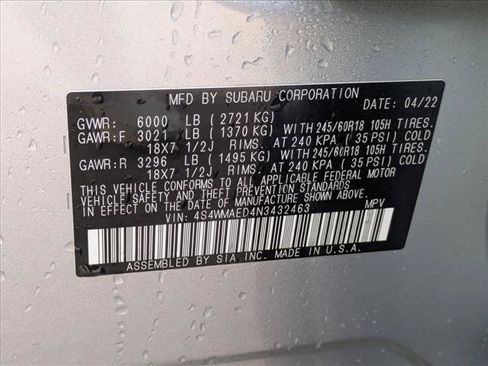 MFD BY SUBARU CORPORATION
DATE: 04/22
GVWR: 6000 LB ( 2721 KG)
GAWR:F 3021 LB ( 1370 KG) WITH 245/60R18 105H TIRES.
18X7 1/2J RIMS. AT 240 KPA ( 35 PSI) COLD
GAWR:R 3296 LB ( 1495 KG) WITH 245/60R18 105H TIRES.
18X7 1/2J RIMS. AT 240 KPA ( 35 PSI) COLD
THIS VEHICLE CONFORMS TO ALL APPLICABLE FEDERAL MOTOR
VEHICLE SAFETY AND THEFT PREVENTION STANDARDS
IN EFFECT ON THE DATE OF MANUFACTURE SHOWN ABOVE.
VIN: 4S4WMAED4N3432463 MPV
ASSEMBLED BY SIA INC. MADE IN U.S.A.